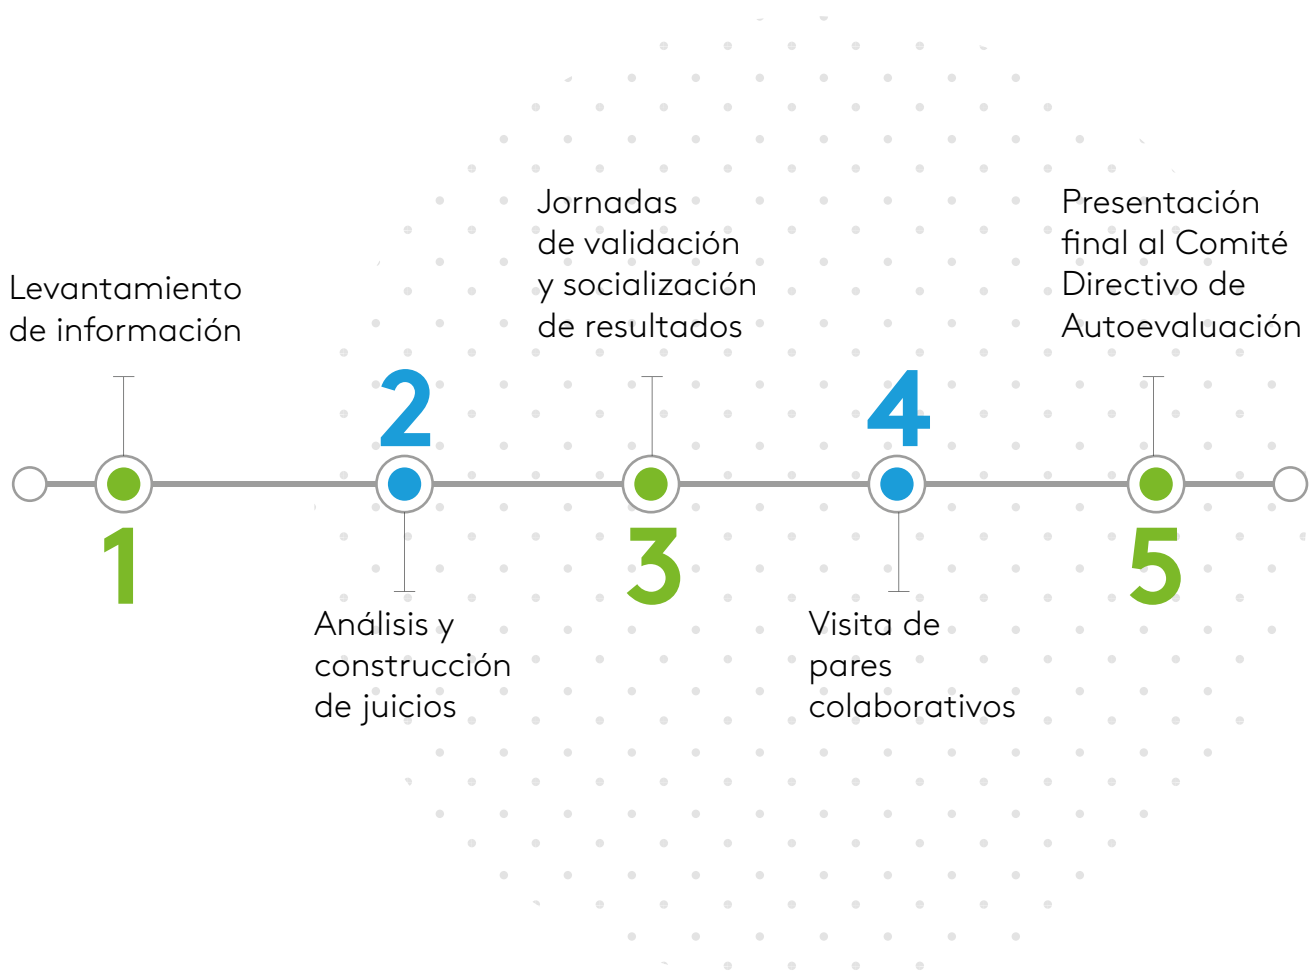 Levantamiento
de información
1
2
Análisis y
construcción
de juicios
Jornadas
de validación
y socialización
de resultados
3
4
Visita de
pares
colaborativos
Presentación
final al Comité
Directivo de
Autoevaluación
5